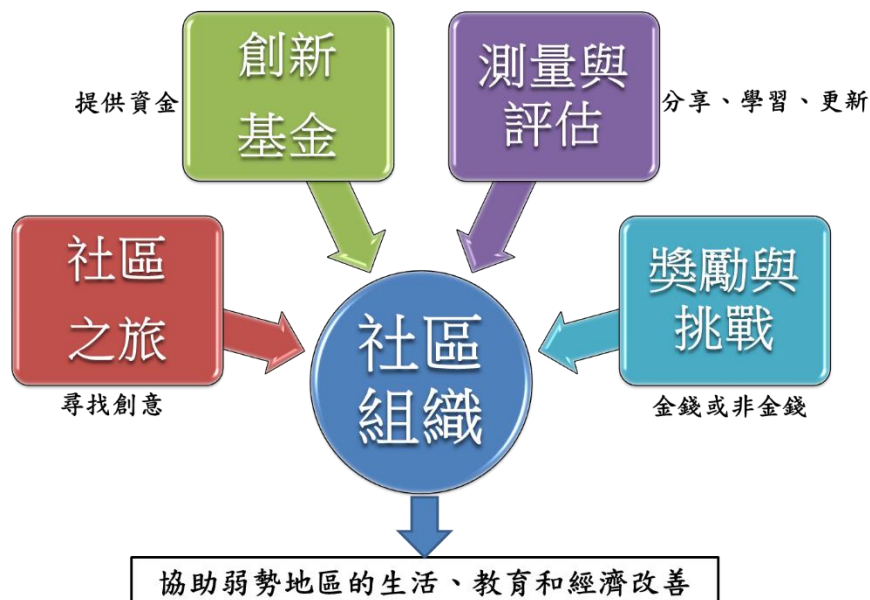 創新
基金
提供資金
測量與
評估
分享、學習、更新
社區
之旅
尋找創意
獎勵與
挑戰
金錢或非金錢
社區
組織
協助弱勢地區的生活、教育和經濟改善